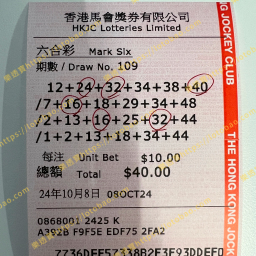 香港馬會獎券有限公司
HKJC Lotteries Limited
六合彩 Mark Six
期數 / Draw No. 109
12+24+32+34+38+40
/7+16+18+29+34+48
/2+13+16+25+32+44
/1+2+13+18+34+44
每注 Unit Bet $10.00
總額 Total $40.00
24年10月8日 08OCT24
0868001 2425 K
A392B F9F5E EDF75 2FA2
JOCKEY CLUB
THE HONG KONG JOCK